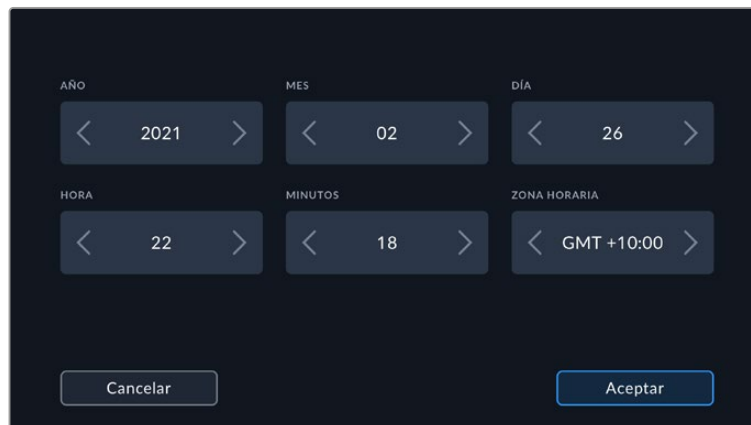 AÑO MES DÍA
2021 02 26
HORA MINUTOS ZONA HORARIA
22 18 GMT +10:00
Cancelar Aceptar